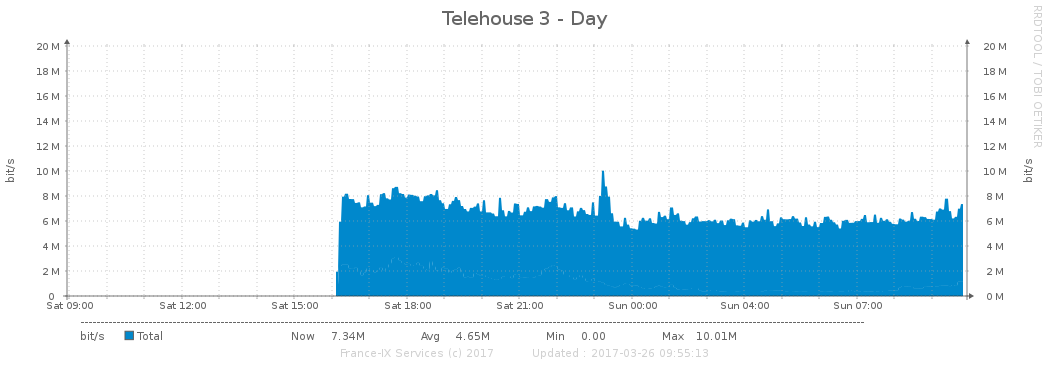 Telehouse 3 - Day
RRDTOOL / TOBI OETIKER
bit/s
bit/s
20 M 20 M
18 M 18 M
16 M 16 M
14 M 14 M
12 M 12 M
10 M 10 M
8 M 8 M
6 M 6 M
4 M 4 M
2 M 2 M
0 0 M
Sat 09:00 Sat 12:00 Sat 15:00 Sat 18:00 Sat 21:00 Sun 00:00 Sun 04:00 Sun 07:00
bit/s Total Now 7.34M Avg 4.65M Min 0.00 Max 10.01M
France-IX Services (c) 2017 Updated : 2017-03-26 09:55:13